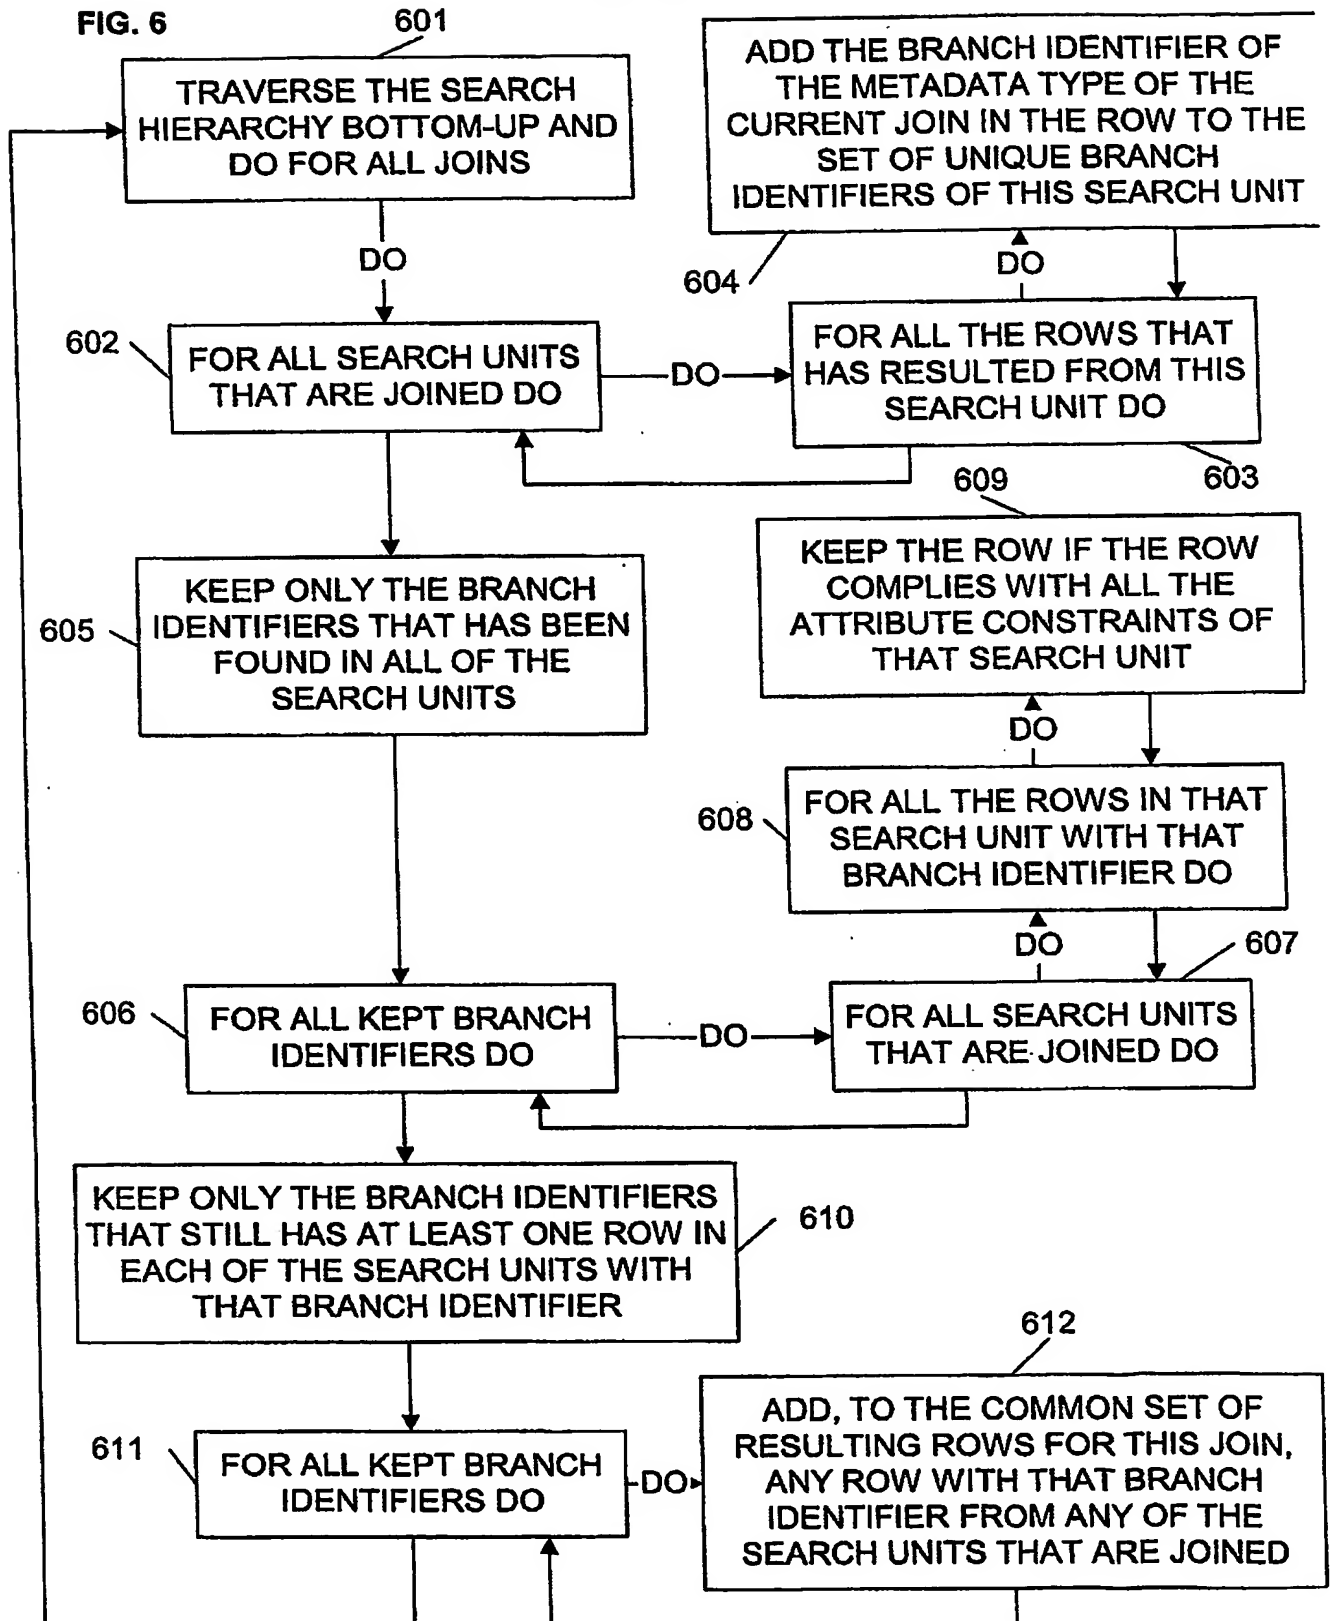 FIG. 6
601
TRAVERSE THE SEARCH
HIERARCHY BOTTOM-UP AND
DO FOR ALL JOINS
DO
ADD THE BRANCH IDENTIFIER OF
THE METADATA TYPE OF THE
CURRENT JOIN IN THE ROW TO THE
SET OF UNIQUE BRANCH
IDENTIFIERS OF THIS SEARCH UNIT
604
DO
602
FOR ALL SEARCH UNITS
THAT ARE JOINED DO
DO
FOR ALL THE ROWS THAT
HAS RESULTED FROM THIS
SEARCH UNIT DO
603
605
KEEP ONLY THE BRANCH
IDENTIFIERS THAT HAS BEEN
FOUND IN ALL OF THE
SEARCH UNITS
609
KEEP THE ROW IF THE ROW
COMPLIES WITH ALL THE
ATTRIBUTE CONSTRAINTS OF
THAT SEARCH UNIT
DO
608
FOR ALL THE ROWS IN THAT
SEARCH UNIT WITH THAT
BRANCH IDENTIFIER DO
DO
607
606
FOR ALL KEPT BRANCH
IDENTIFIERS DO
DO
FOR ALL SEARCH UNITS
THAT ARE JOINED DO
KEEP ONLY THE BRANCH IDENTIFIERS
THAT STILL HAS AT LEAST ONE ROW IN
EACH OF THE SEARCH UNITS WITH
THAT BRANCH IDENTIFIER
610
611
FOR ALL KEPT BRANCH
IDENTIFIERS DO
DO
612
ADD, TO THE COMMON SET OF
RESULTING ROWS FOR THIS JOIN,
ANY ROW WITH THAT BRANCH
IDENTIFIER FROM ANY OF THE
SEARCH UNITS THAT ARE JOINED